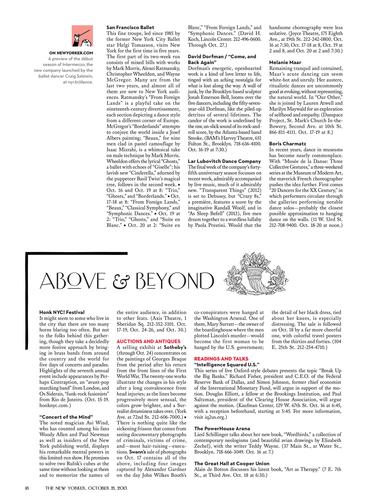 ON NEWYORKER.COM
A preview of the début
season of Intermezzo, the
new company launched by the
ballet dancer Craig Salstein,
at nyr.kr/dance.
San Francisco Ballet
This fine troupe, led since 1985 by
the former New York City Ballet
star Helgi Tomasson, visits New
York for the first time in five years.
The first part of its two-week run
consists of mixed bills with works
by Mark Morris, Alexei Ratmansky,
Christopher Wheeldon, and Wayne
McGregor. Many are from the
last two years, and almost all of
them are new to New York audi-
ences. Ratmansky's "From Foreign
Lands" is a playful take on the
nineteenth-century divertissement,
each section depicting a dance style
from a different corner of Europe.
McGregor's "Borderlands" attempts
to conjure the world inside a Josef
Albers painting; "Beaux," for nine
men clad in pastel camouflage by
Isaac Mizrahi, is a whimsical take
on male technique by Mark Morris.
Wheeldon offers the lyrical "Ghosts,"
a ballet with echoes of "Giselle"; his
lavish new "Cinderella," adorned by
the puppeteer Basil Twist's magical
tree, follows in the second week. •
Oct. 16 and Oct. 19 at 8: "Trio,"
"Ghosts," and "Borderlands." • Oct.
17-18 at 8: "From Foreign Lands,"
"Beaux," "Classical Symphony," and
"Symphonic Dances." • Oct. 19 at
2: "Trio," "Ghosts," and "Suite en
Blanc." • Oct. 20 at 2: "Suite en
Blanc," "From Foreign Lands," and
"Symphonic Dances." (David H.
Koch, Lincoln Center. 212-496-0600.
Through Oct. 27.)
David Dorfman / "Come, and
Back Again"
Dorfman's energetic, openhearted
work is a kind of love letter to life,
tinged with an aching nostalgia for
what is lost along the way. A wall of
junk, by the Brooklyn-based sculptor
Jonah Emerson-Bell, looms over the
five dancers, including the fifty-seven-
year-old Dorfman, like the piled-up
detritus of several lifetimes. The
candor of the work is underlined by
the raw, on-sleek sound of its rock-and-
roll score, by the Atlanta-based band
Smoke. (BAM's Harvey Theatre, 651
Fulton St., Brooklyn. 718-636-4100.
Oct. 16-19 at 7:30.)
Lar Lubovitch Dance Company
The final week of the company's forty-
fifth anniversary season focusses on
recent work, admirably accompanied
by live music, much of it admirably
new. "Transparent Things" (2012)
is set to Debussy, but "Crazy 8s,"
a première, features a score by the
imaginative Randall Woolf, and in
"As Sleep Befell" (2011), five men
dream together to a wordless lullaby
by Paola Prestini. Would that the
handsome choreography were less
sedative. (Joyce Theatre, 175 Eighth
Ave., at 19th St. 212-242-0800. Oct.
16 at 7:30, Oct. 17-18 at 8, Oct. 19 at
2 and 8, and Oct. 20 at 2 and 7:30.)
Melanie Maar
Remaining tranquil and contained,
Maar's score dancing can seem
white-hot and unruly. Her austere,
ritualistic dances are uncommonly
good at evoking, without representing,
the natural world. In "Our Other,"
she is joined by Lauren Atwell and
Marilyn Maywald for an exploration
of selfhood and empathy. (Danspace
Project, St. Mark's Church In-the-
Bowery, Second Ave. at 10th St.
866-811-4111. Oct. 17-19 at 8.)
Boris Charmatz
In recent years, dance in museums
has become nearly commonplace.
With "Musée de la Danse: Three
Collective Gestures," a three-weekend
series at the Museum of Modern Art,
the maverick French choreographer
pushes the idea further. First comes
"20 Dancers for the XX Century," in
which performers circulate through
the galleries performing notable
dance solos—probably the closest
possible approximation to hanging
dance on the walls. (11 W. 53rd St.
212-708-9400. Oct. 18-20 at noon.)
ABOVE & BEYOND
Honk NYC! Festival
It might seem to some who live in
the city that there are too many
horns blaring too often. But not
to the folks behind this gather-
ing, though they take a decidedly
more festive approach by bring-
ing in brass bands from around
the country and the world for
five days of concerts and parades.
Highlights of the seventh annual
event include appearances by Per-
haps Contraption, an "avant-pop
marching band" from London, and
Os Siderais, "funk-rock fusionists"
from Rio de Janeiro. (Oct. 15-19.
honknyc.com.)
"Concert of the Mind"
The noted magician Asi Wind,
who has counted among his fans
Woody Allen and Paul Newman
as well as insiders of the New
York publishing world, displays
his remarkable mental powers in
this limited-run show. He promises
to solve two Rubik's cubes at the
same time without looking at them
and to memorize the names of
the entire audience, in addition
to other feats. (Axis Theatre, 1
Sheridan Sq. 212-352-3101. Oct.
17-19, Oct. 24-26, and Oct. 30.)
AUCTIONS AND ANTIQUES
A selling exhibit at Sotheby's
(through Oct. 24) concentrates on
the paintings of Georges Braque
from the period after his return
from the front lines of the First
World War. The twenty-one works
illustrate the changes in his style
after a long convalescence from
head injuries; as the lines become
progressively more sensual, the
colors grow brighter, and a Sur-
realist dreaminess takes over. (York
Ave. at 72nd St. 212-606-7000.) •
There is nothing quite like the
sickening frisson that comes from
seeing documentary photographs
of criminals, victims of crime,
and—most hair-raising—execu-
tions. Swann's sale of photographs
on Oct. 17 contains all of the
above, including four images
captured by Alexander Gardner
on the day John Wilkes Booth's
co-conspirators were hanged at
the Washington Arsenal. One of
them, Mary Surratt—the owner of
the boardinghouse where the men
plotted Lincoln's murder—would
become the first woman to be
hanged by the U.S. government;
the detail of her black dress, tied
about her knees, is especially
distressing. The sale is followed
on Oct. 18 by a far more cheerful
one, with colorful travel posters
from the thirties and forties. (104
E. 25th St. 212-254-4710.)
READINGS AND TALKS
"Intelligence Squared U.S."
This series of live Oxford-style debates presents the topic "Break Up
the Big Banks." Richard Fisher, president and C.E.O. of the Federal
Reserve Bank of Dallas, and Simon Johnson, former chief economist
of the International Monetary Fund, will argue in support of the mo-
tion. Douglas Elliott, a fellow at the Brookings Institution, and Paul
Saltzman, president of the Clearing House Association, will argue
against the motion. (Kaufman Center, 129 W. 67th St. Oct. 16 at 6:45,
with a reception beforehand, starting at 5:45. For more information,
visit iq2us.org.)
The PowerHouse Arena
Lizzie Skillings talks about her new book, "Wordbirds," a collection of
contemporary neologisms (and beautiful avian drawings by Elizabeth
Zechel), with the writer Teddy Wayne. (37 Main St., at Water St.,
Brooklyn. 718-666-3049. Oct. 16 at 7.)
The Great Hall at Cooper Union
Alain de Botton discusses his latest book, "Art as Therapy." (7 E. 7th
St., at Third Ave. Oct. 18 at 6:30.)
16 THE NEW YORKER, OCTOBER 21, 2013